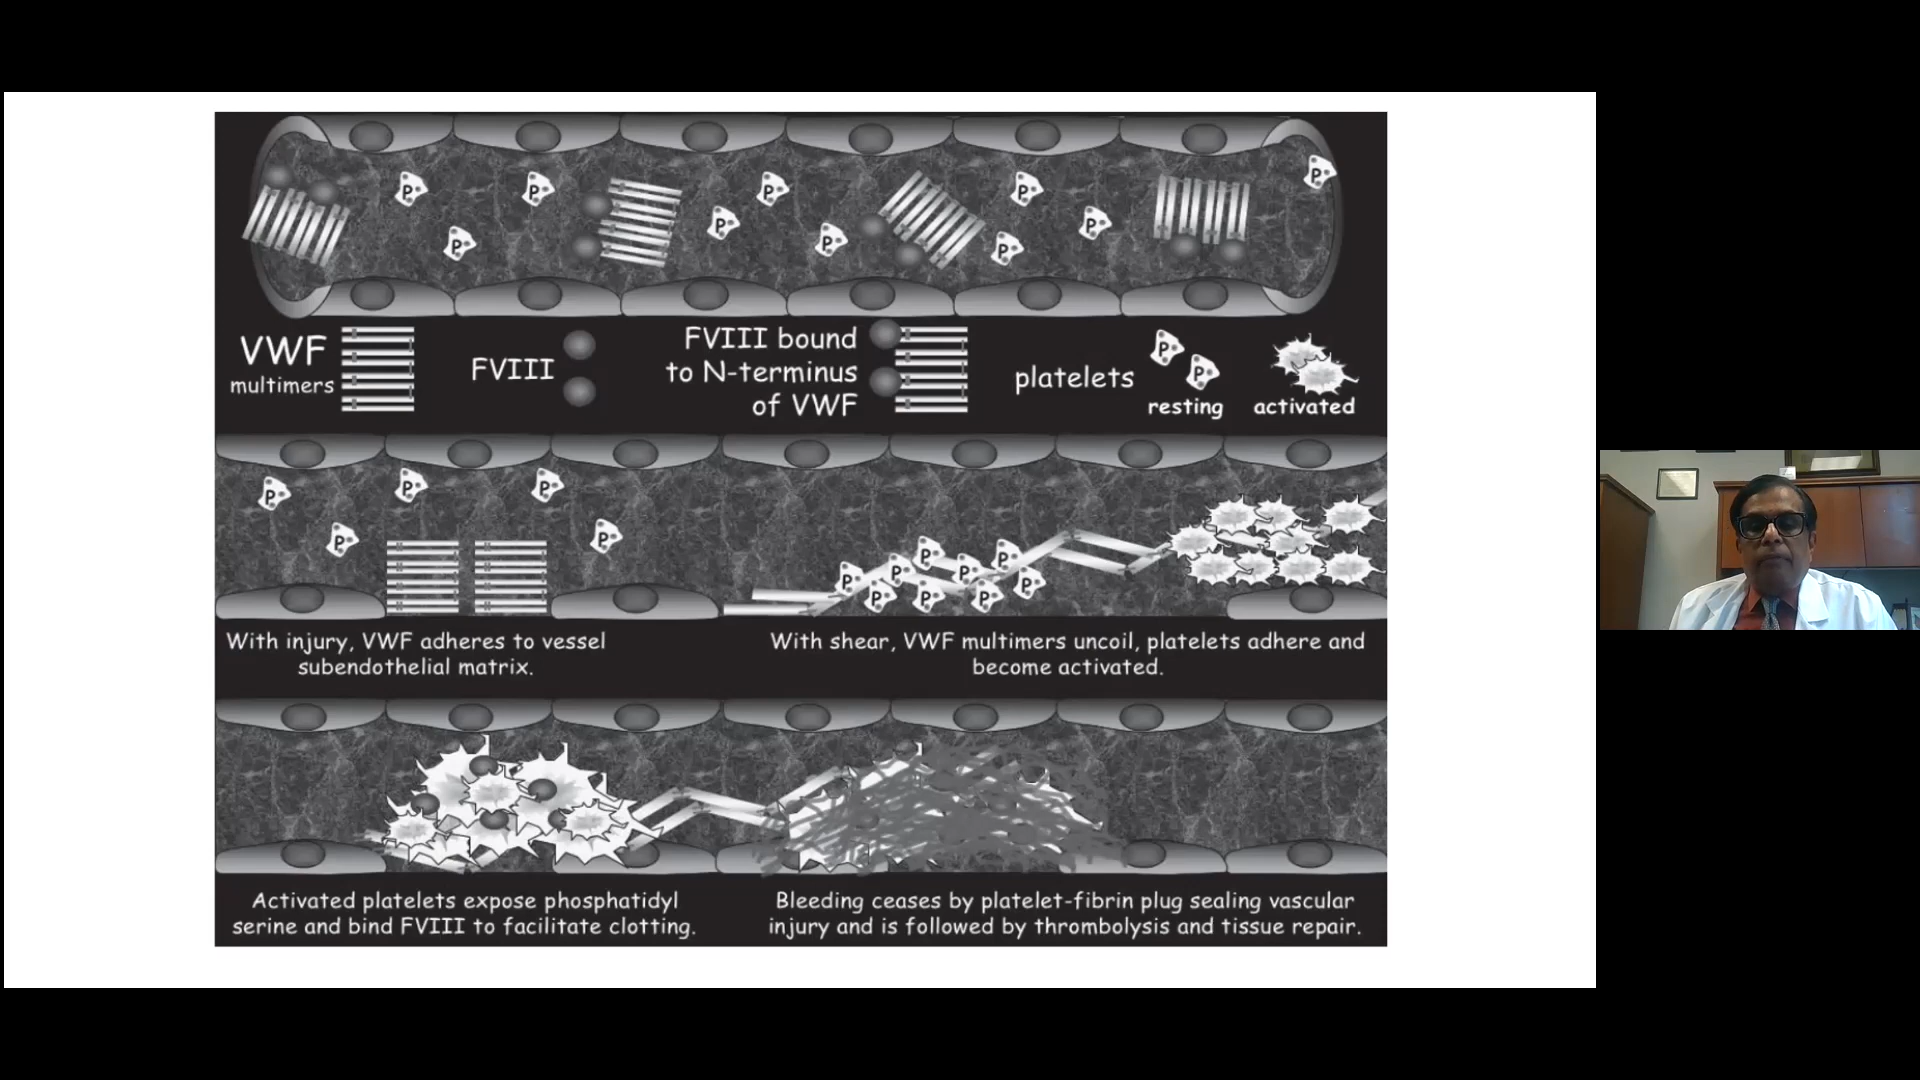 P P P P P P P P P P
VWF
multimers
FVIII
FVIII bound
to N-terminus
of VWF
platelets
P P
resting
activated
P P P P P
P P P P P P P P P
With injury, VWF adheres to vessel
subendothelial matrix.
With shear, VWF multimers uncoil, platelets adhere and
become activated.
Activated platelets expose phosphatidyl
serine and bind FVIII to facilitate clotting.
Bleeding ceases by platelet-fibrin plug sealing vascular
injury and is followed by thrombolysis and tissue repair.